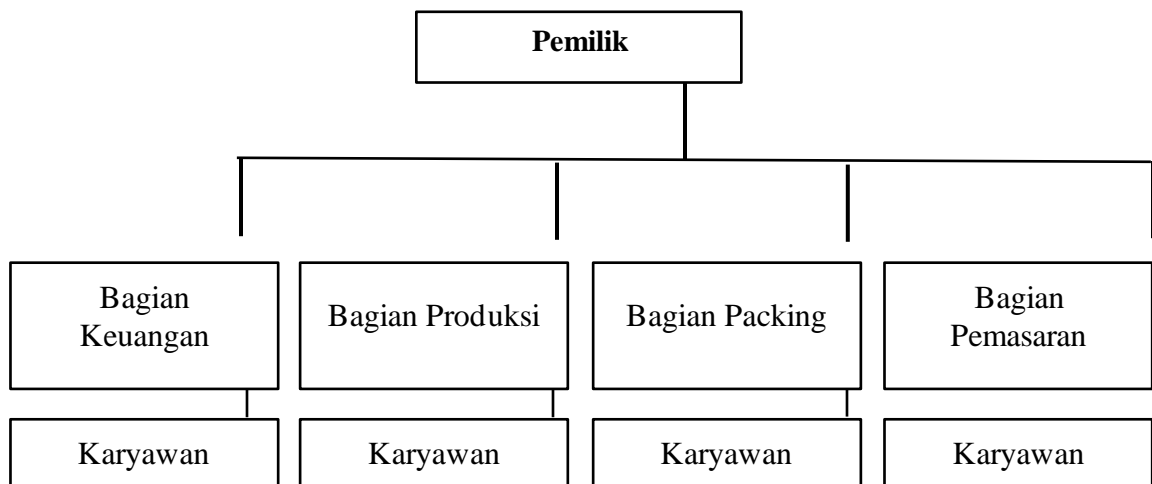 Pemilik
Bagian
Keuangan
Bagian Produksi
Bagian Packing
Bagian
Pemasaran
Karyawan
Karyawan
Karyawan
Karyawan